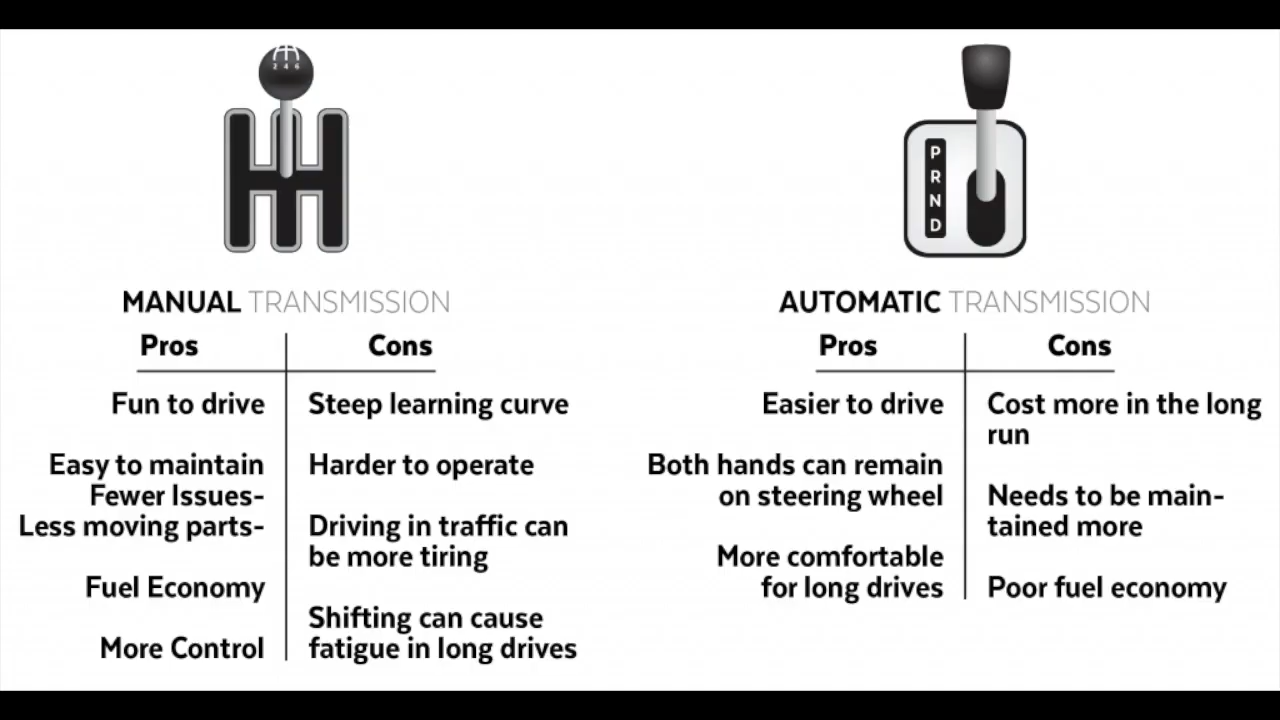 2 4 6
P
R
N
D
MANUAL TRANSMISSION
Pros
Cons
Fun to drive
Easy to maintain
Fewer Issues-
Less moving parts-
Fuel Economy
More Control
Steep learning curve
Harder to operate
Driving in traffic can
be more tiring
Shifting can cause
fatigue in long drives
AUTOMATIC TRANSMISSION
Pros
Cons
Easier to drive
Both hands can remain
on steering wheel
More comfortable
for long drives
Cost more in the long
run
Needs to be main-
tained more
Poor fuel economy